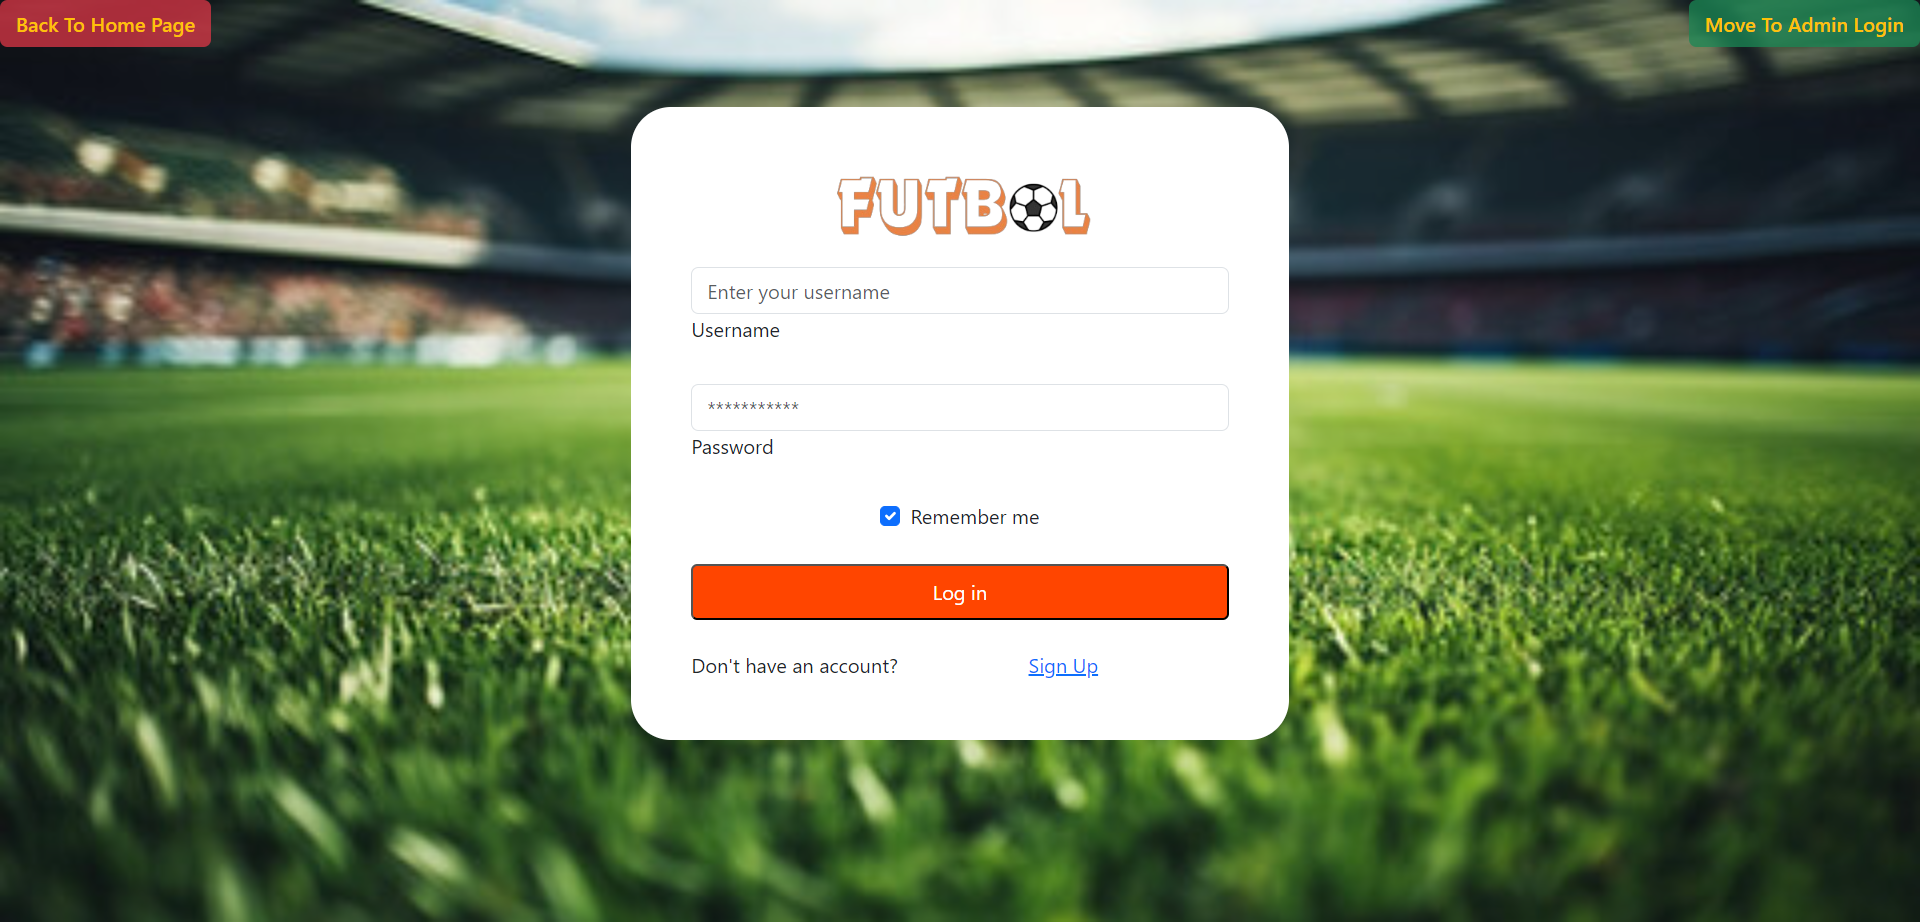 Back To Home Page
Move To Admin Login
FUTBOL
Enter your username
Username
***********
Password
Remember me
Log in
Don't have an account? Sign Up